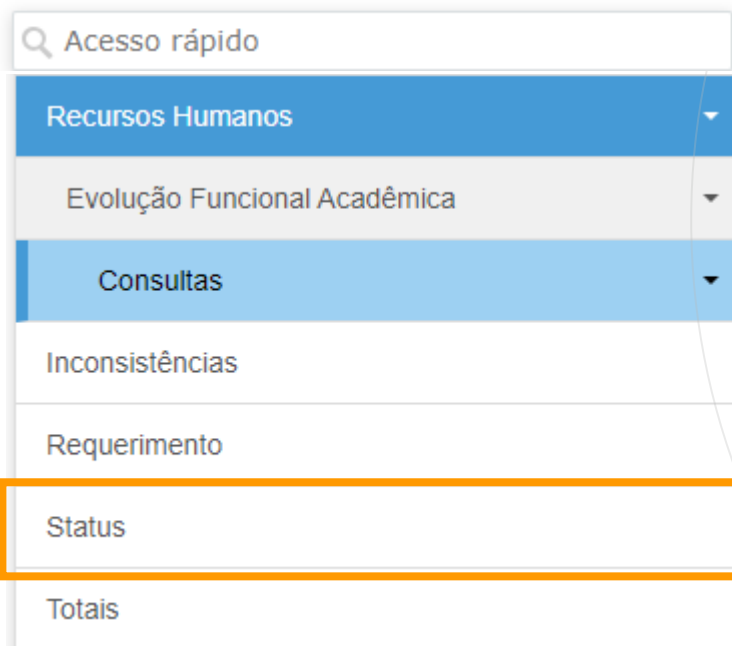 Acesso rápido
Recursos Humanos
Evolução Funcional Acadêmica
Consultas
Inconsistências
Requerimento
Status
Totais